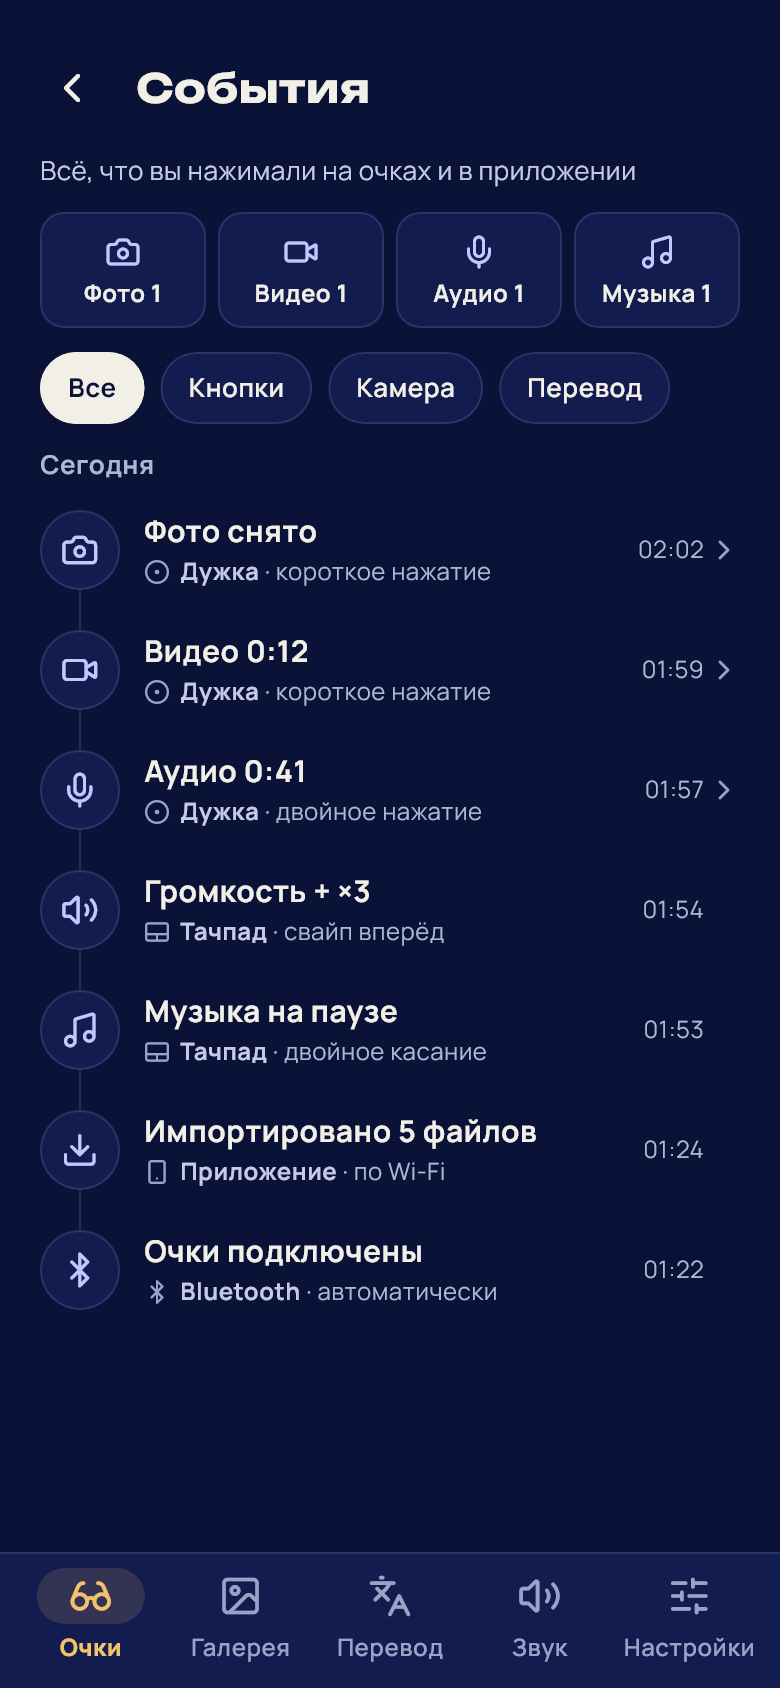 События
Всё, что вы нажимали на очках и в приложении
Фото 1
Видео 1
Аудио 1
Музыка 1
Все
Кнопки
Камера
Перевод
Сегодня
Фото снято
Дужка · короткое нажатие
02:02
Видео 0:12
Дужка · короткое нажатие
01:59
Аудио 0:41
Дужка · двойное нажатие
01:57
Громкость + ×3
Тачпад · свайп вперёд
01:54
Музыка на паузе
Тачпад · двойное касание
01:53
Импортировано 5 файлов
Приложение · по Wi-Fi
01:24
Очки подключены
Bluetooth · автоматически
01:22
Очки
Галерея
Перевод
Звук
Настройки